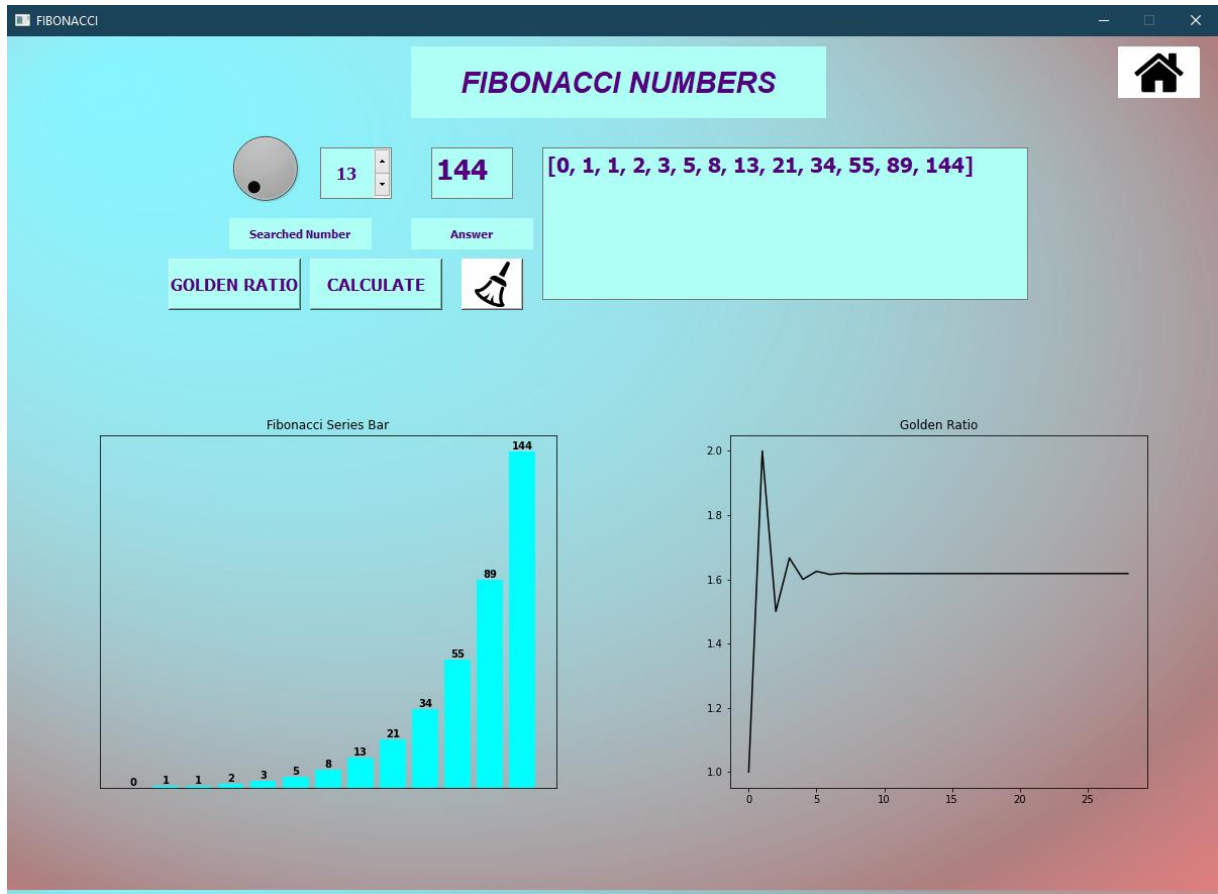 FIBONACCI
FIBONACCI NUMBERS
13
144
[0, 1, 1, 2, 3, 5, 8, 13, 21, 34, 55, 89, 144]
Searched Number
Answer
GOLDEN RATIO
CALCULATE
Fibonacci Series Bar
144
89
55
34
21
13
8
5
3
2
1
1
0
Golden Ratio
2.0
1.8
1.6
1.4
1.2
1.0
0 5 10 15 20 25